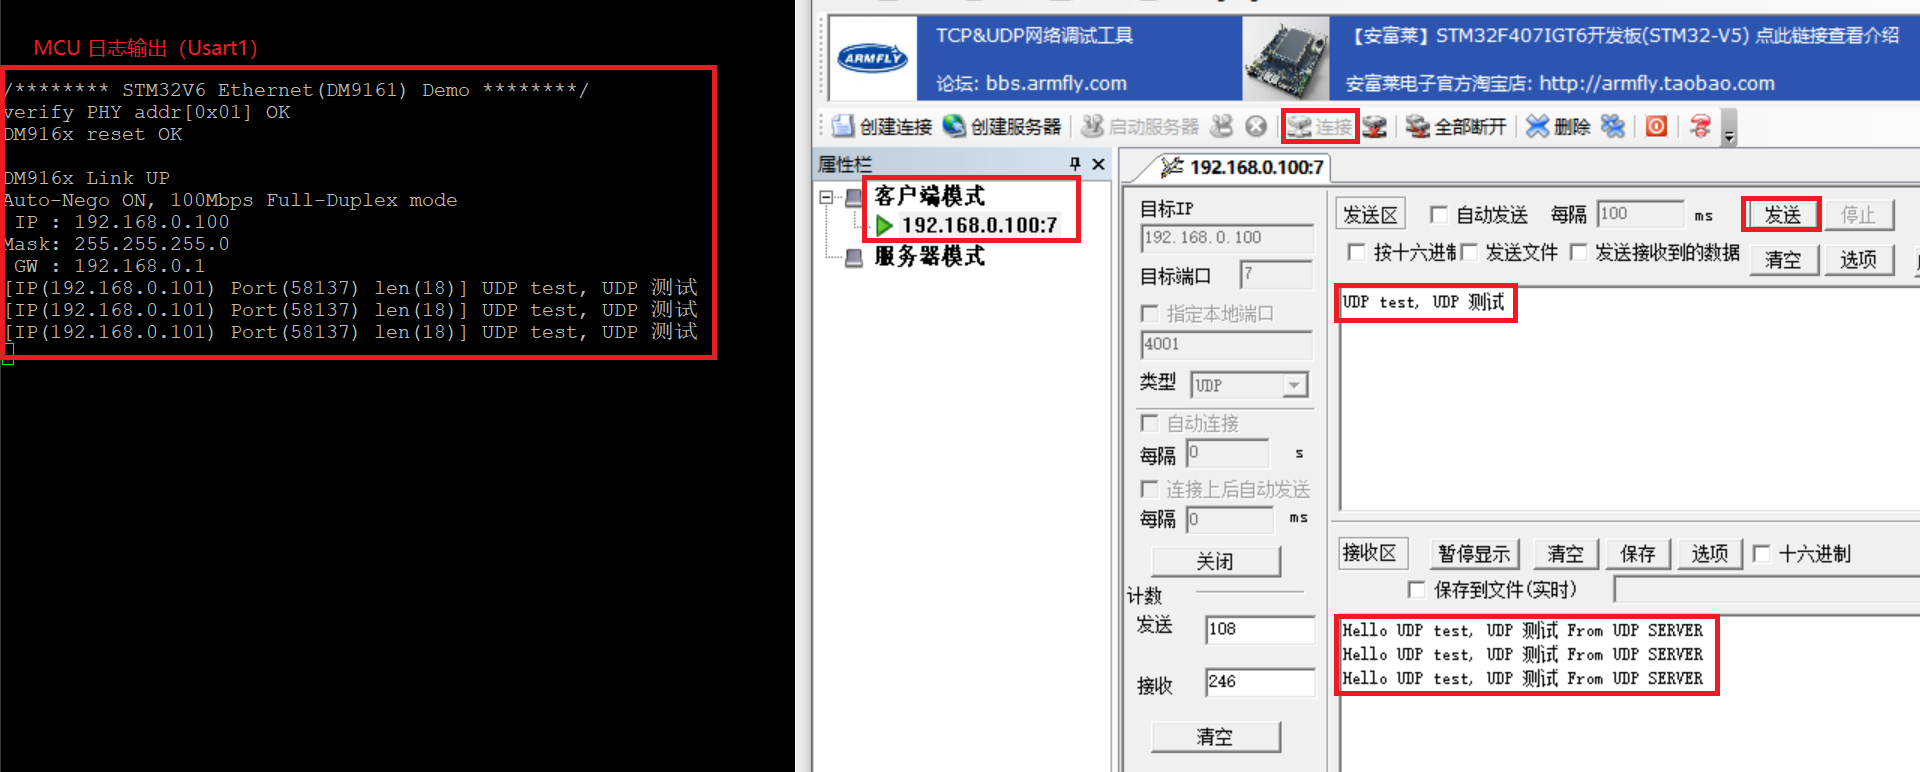 MCU 日志输出（Usart1）
/******** STM32V6 Ethernet(DM9161) Demo ********/
verify PHY addr[0x01] OK
DM916x reset OK
DM916x Link UP
Auto-Nego ON, 100Mbps Full-Duplex mode
IP : 192.168.0.100
Mask: 255.255.255.0
GW : 192.168.0.1
[IP(192.168.0.101) Port(58137) len(18)] UDP test, UDP 测试
[IP(192.168.0.101) Port(58137) len(18)] UDP test, UDP 测试
[IP(192.168.0.101) Port(58137) len(18)] UDP test, UDP 测试
ARMFLY
TCP&UDP网络调试工具
论坛: bbs.armfly.com
【安富莱】STM32F407IGT6开发板(STM32-V5) 点此链接查看介绍
安富莱电子官方淘宝店: http://armfly.taobao.com
创建连接 创建服务器 启动服务器 连接 全部断开 删除
属性栏
客户端模式
192.168.0.100:7
服务器模式
192.168.0.100:7
目标IP
192.168.0.100
目标端口 7
指定本地端口
4001
类型 UDP
自动连接
每隔 0 s
连接上后自动发送
每隔 0 ms
关闭
计数
发送 108
接收 246
清空
发送区 自动发送 每隔 100 ms 发送 停止
按十六进制 发送文件 发送接收到的数据 清空 选项
UDP test, UDP 测试
接收区 暂停显示 清空 保存 选项 十六进制
保存到文件(实时)
Hello UDP test, UDP 测试 From UDP SERVER
Hello UDP test, UDP 测试 From UDP SERVER
Hello UDP test, UDP 测试 From UDP SERVER